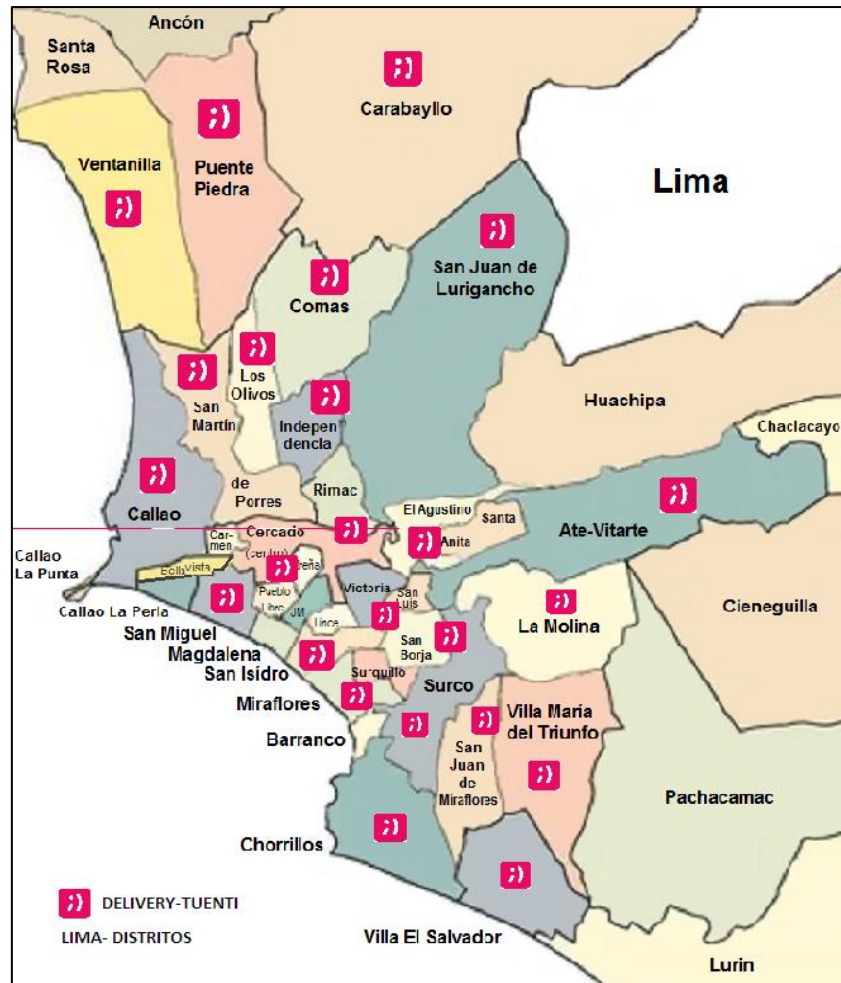 Ancón
Santa
Rosa
Carabayllo
Ventanilla
Puente
Piedra
Lima
San Juan de
Lurigancho
Comas
Los
Olivos
San
Martín
Indepen
dencia
Huachipa
Chaclacayo
de
Porres
Rimac
Callao
El Agustino
Santa
Anita
Ate-Vitarte
Cercado
(centro)
Car-
men
Callao
La Punta
Bellavista
reña
Callao La Perla
Pueblo
Libre
JM
Victoria
San
Luis
Lince
La Molina
Cieneguilla
San Miguel
Magdalena
San Isidro
San
Borja
Surquillo
Surco
Miraflores
Villa María
del Triunfo
Barranco
San
Juan
de
Miraflores
Pachacamac
Chorrillos
;) DELIVERY-TUENTI
LIMA- DISTRITOS
Villa El Salvador
Lurin